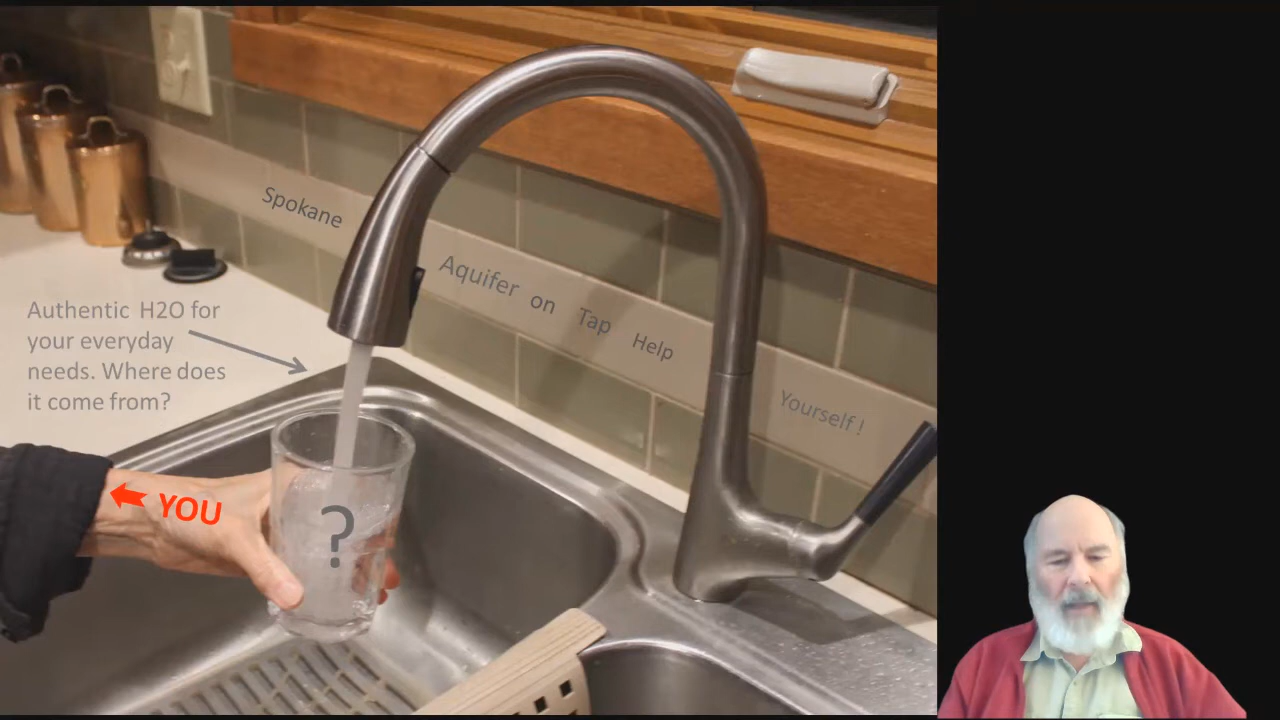 Spokane Aquifer on Tap Help Yourself !
Authentic H2O for
your everyday
needs. Where does
it come from?
YOU
?